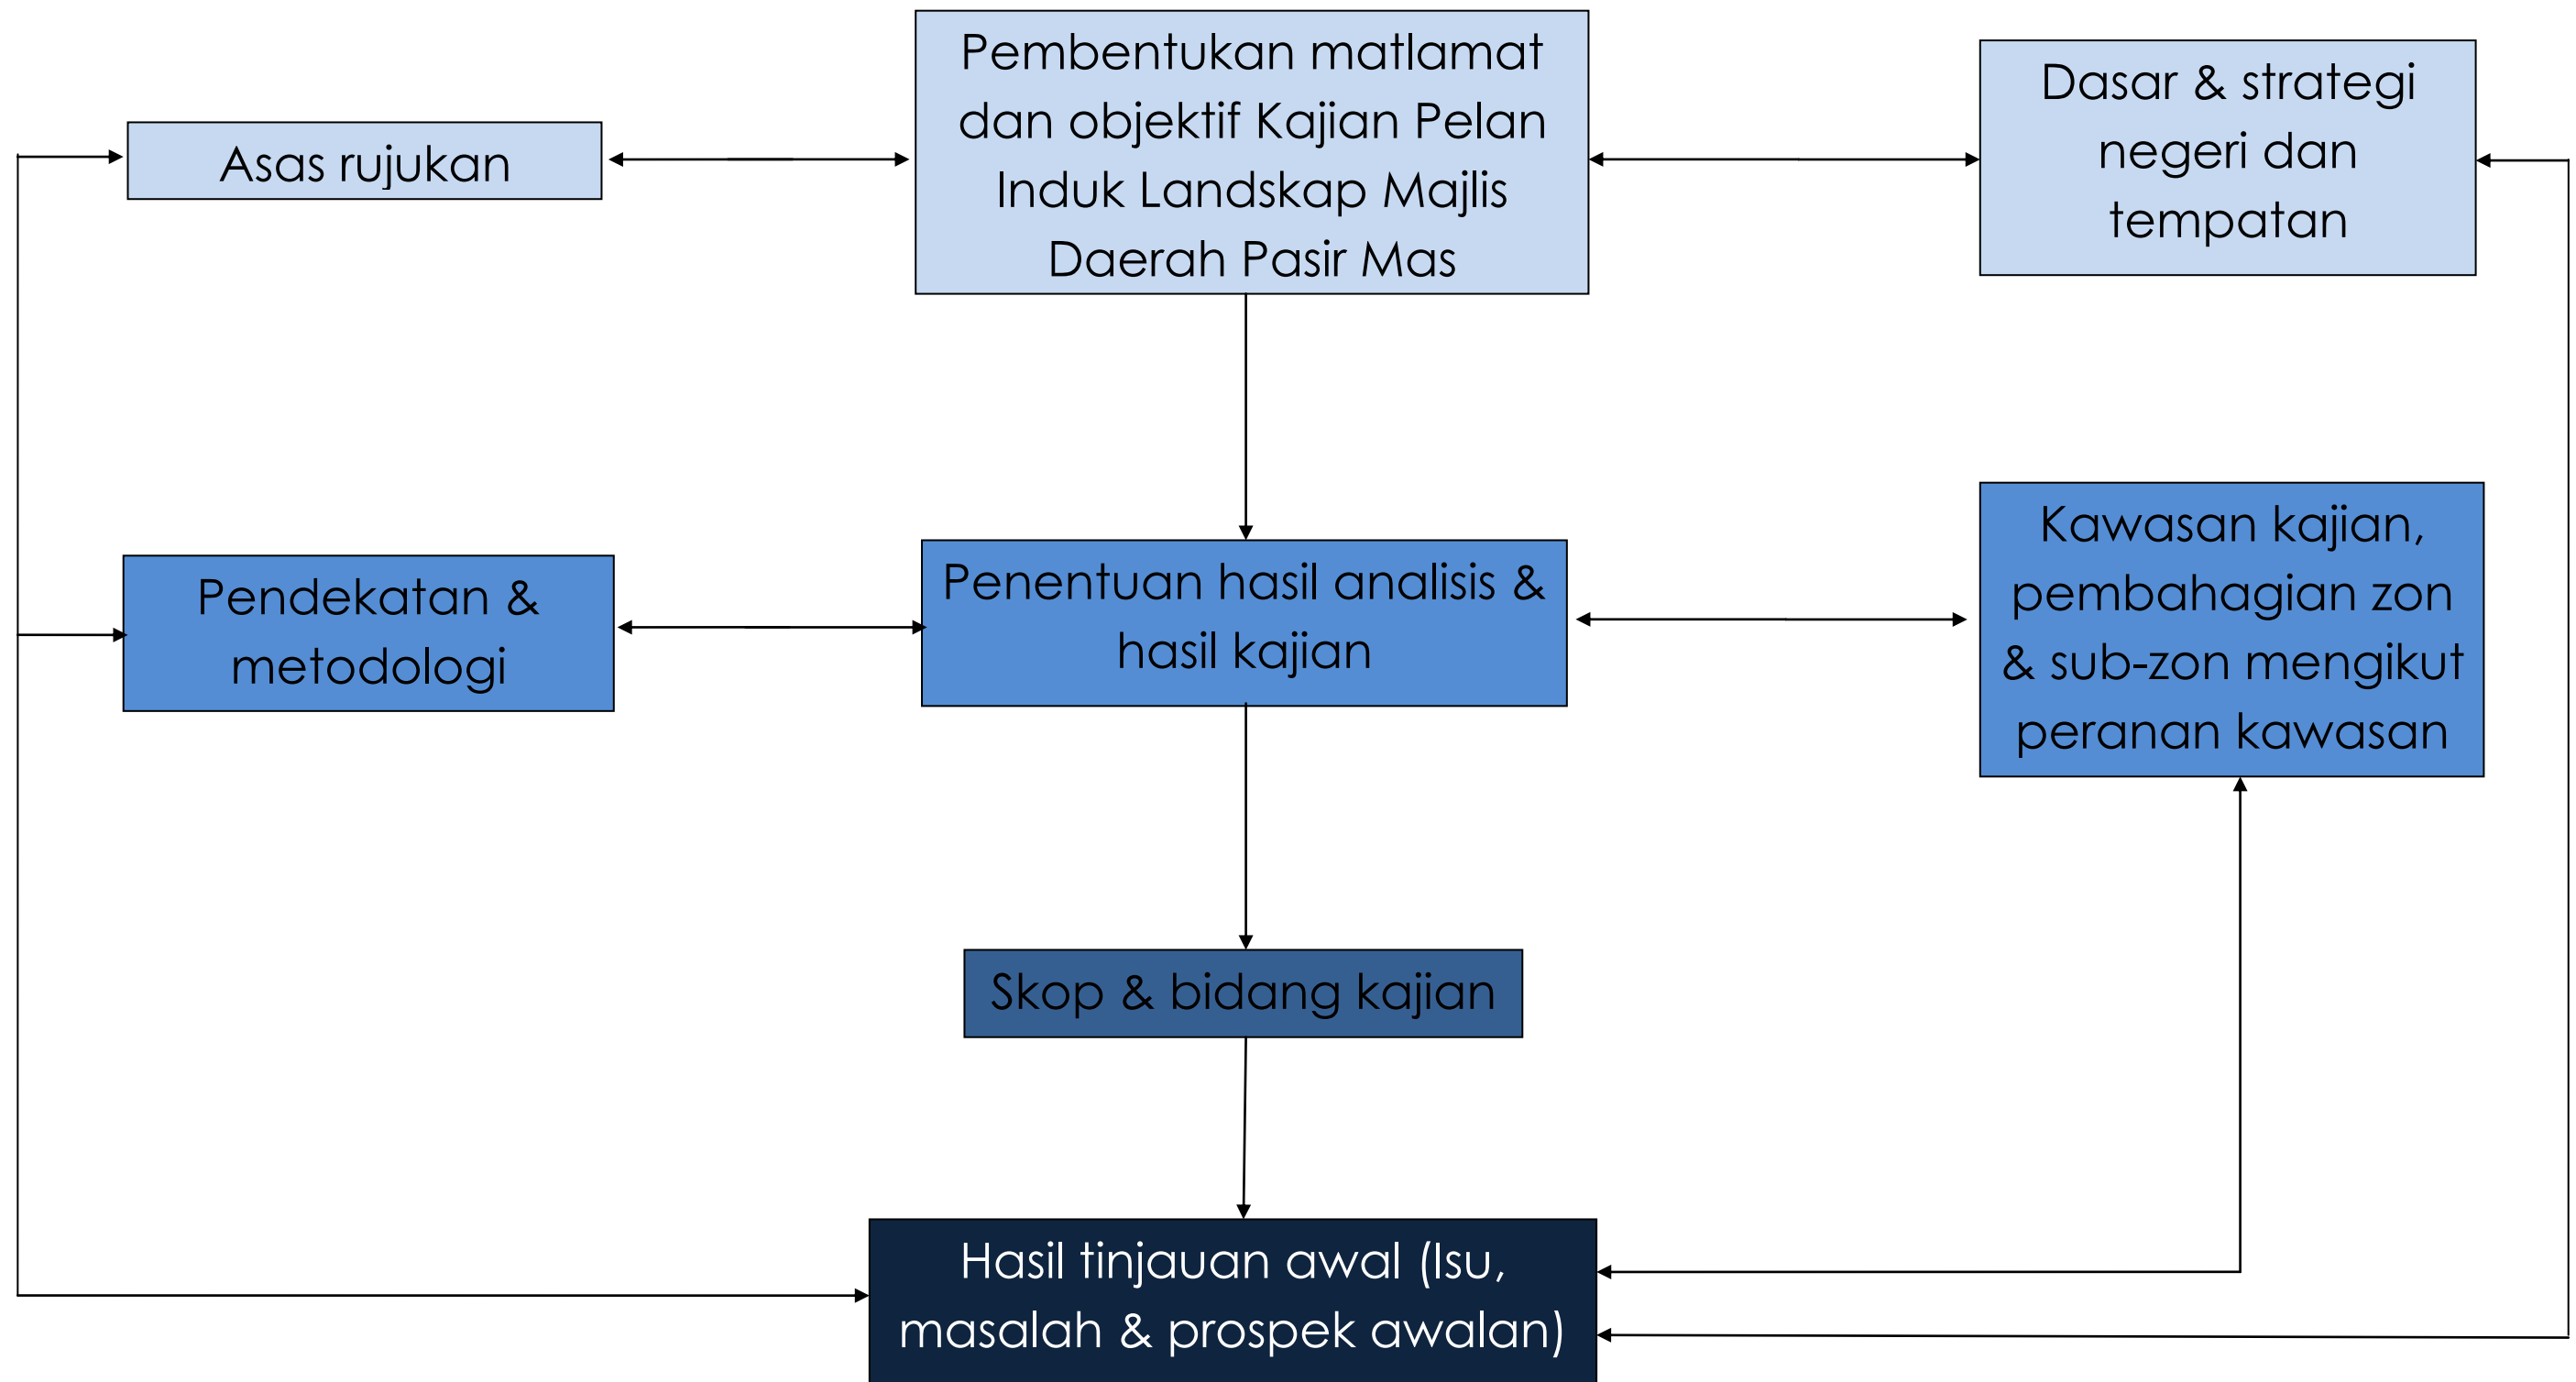 Pembentukan matlamat
dan objektif Kajian Pelan
Induk Landskap Majlis
Daerah Pasir Mas
Asas rujukan
Dasar & strategi
negeri dan
tempatan
Pendekatan &
metodologi
Penentuan hasil analisis &
hasil kajian
Kawasan kajian,
pembahagian zon
& sub-zon mengikut
peranan kawasan
Skop & bidang kajian
Hasil tinjauan awal (Isu,
masalah & prospek awalan)